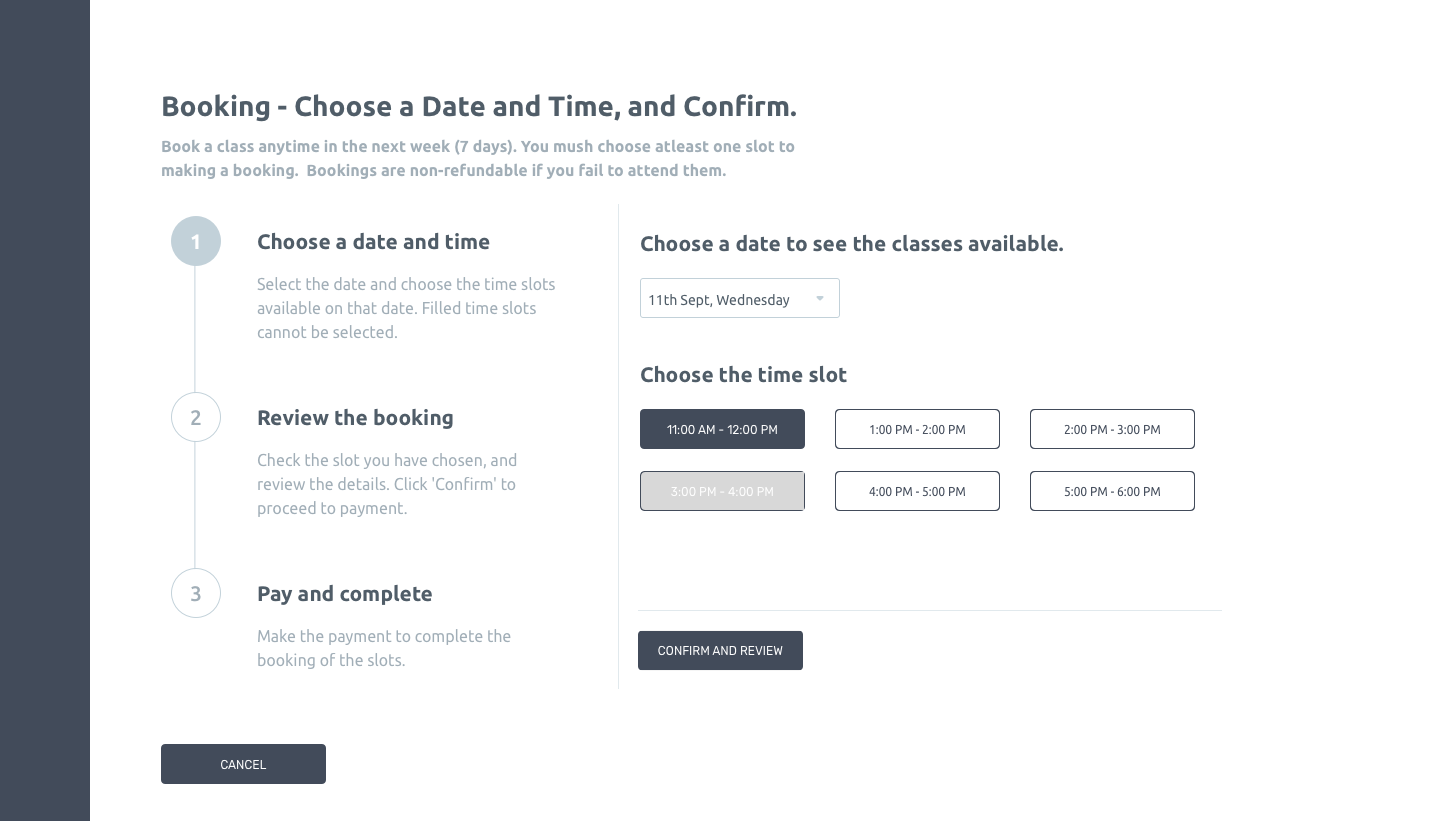 Booking - Choose a Date and Time, and Confirm.
Book a class anytime in the next week (7 days). You mush choose atleast one slot to
making a booking.  Bookings are non-refundable if you fail to attend them.
1
Choose a date and time
Select the date and choose the time slots
available on that date. Filled time slots
cannot be selected.
2
Review the booking
Check the slot you have chosen, and
review the details. Click 'Confirm' to
proceed to payment.
3
Pay and complete
Make the payment to complete the
booking of the slots.
Choose a date to see the classes available.
11th Sept, Wednesday
Choose the time slot
11:00 AM - 12:00 PM
1:00 PM - 2:00 PM
2:00 PM - 3:00 PM
3:00 PM - 4:00 PM
4:00 PM - 5:00 PM
5:00 PM - 6:00 PM
CONFIRM AND REVIEW
CANCEL